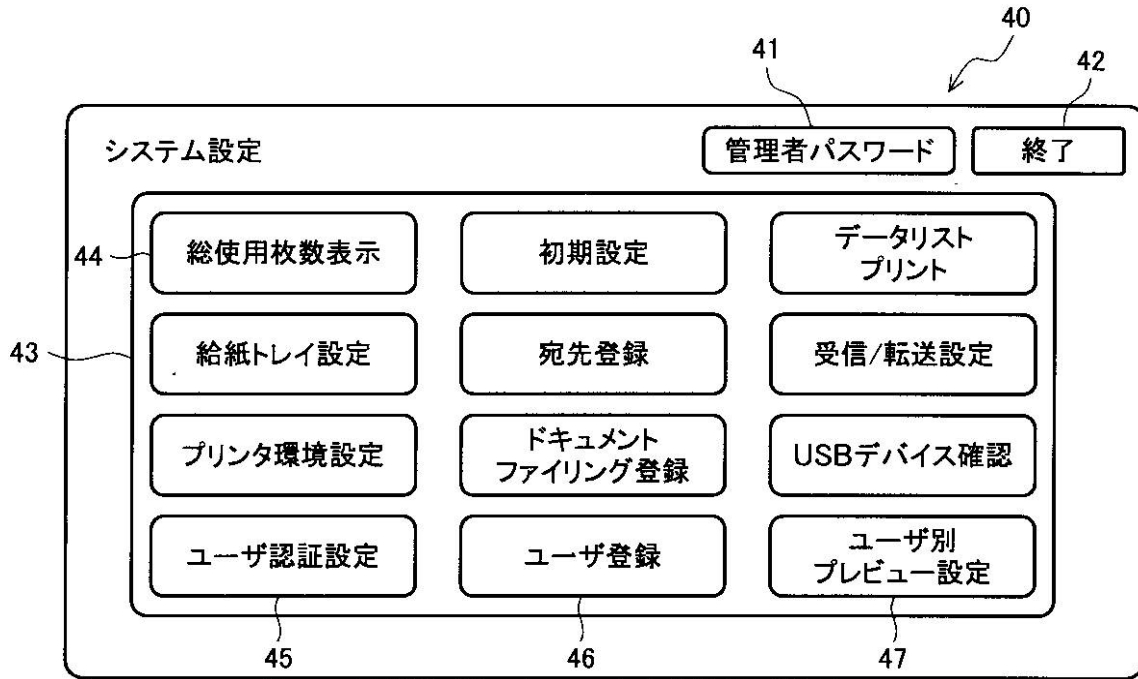 40
41
42
システム設定
管理者パスワード
終了
44
総使用枚数表示
初期設定
データリスト
プリント
43
給紙トレイ設定
宛先登録
受信/転送設定
プリンタ環境設定
ドキュメント
ファイリング登録
USBデバイス確認
ユーザ認証設定
ユーザ登録
ユーザ別
プレビュー設定
45
46
47